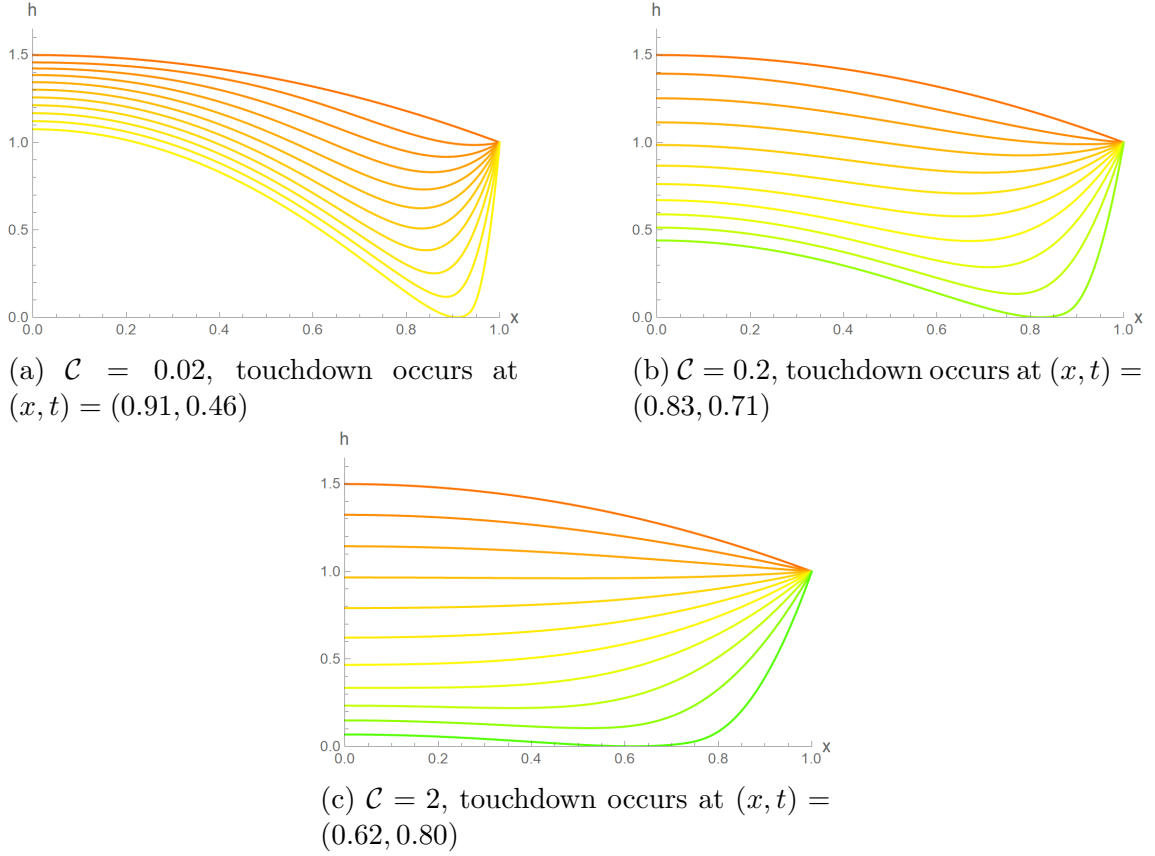 h
1.5
1.0
0.5
0.0
0.0 0.2 0.4 0.6 0.8 1.0 x
(a) 𝒞 = 0.02, touchdown occurs at
(x, t) = (0.91, 0.46)
h
1.5
1.0
0.5
0.0
0.0 0.2 0.4 0.6 0.8 1.0 x
(b) 𝒞 = 0.2, touchdown occurs at (x, t) =
(0.83, 0.71)
h
1.5
1.0
0.5
0.0
0.0 0.2 0.4 0.6 0.8 1.0 x
(c) 𝒞 = 2, touchdown occurs at (x, t) =
(0.62, 0.80)